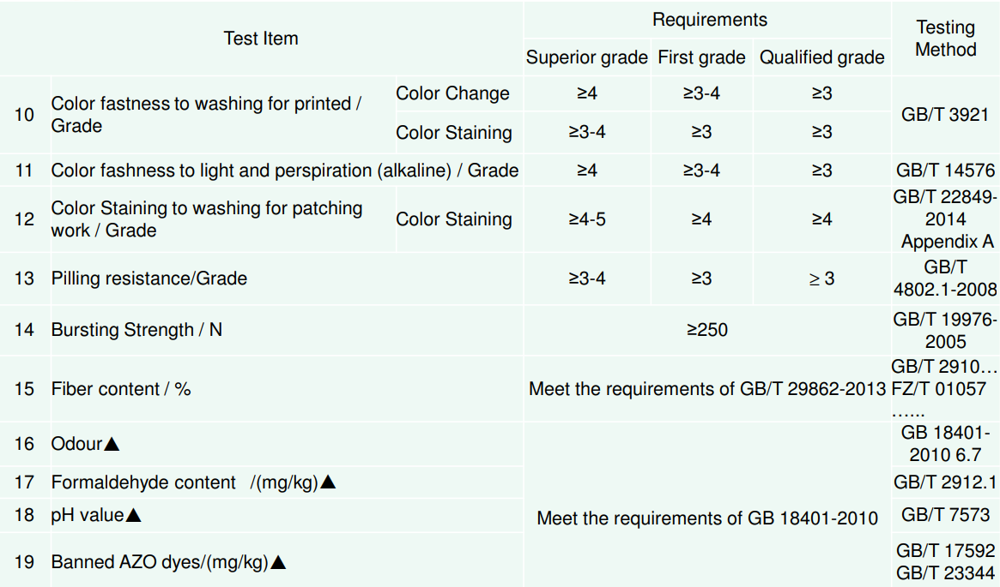 Test Item
Requirements
Testing
Method
Superior grade First grade Qualified grade
10
Color fastness to washing for printed /
Grade
Color Change
≥4
≥3-4
≥3
GB/T 3921
Color Staining
≥3-4
≥3
≥3
11 Color fashness to light and perspiration (alkaline) / Grade
≥4
≥3-4
≥3
GB/T 14576
12
Color Staining to washing for patching
work / Grade
Color Staining
≥4-5
≥4
≥4
GB/T 22849-
2014
Appendix A
13 Pilling resistance/Grade
≥3-4
≥3
≥ 3
GB/T
4802.1-2008
14 Bursting Strength / N
≥250
GB/T 19976-
2005
15 Fiber content / %
Meet the requirements of GB/T 29862-2013
GB/T 2910…
FZ/T 01057
…...
16 Odour▲
GB 18401-
2010 6.7
17 Formaldehyde content /(mg/kg)▲
GB/T 2912.1
18 pH value▲
Meet the requirements of GB 18401-2010
GB/T 7573
19 Banned AZO dyes/(mg/kg)▲
GB/T 17592
GB/T 23344